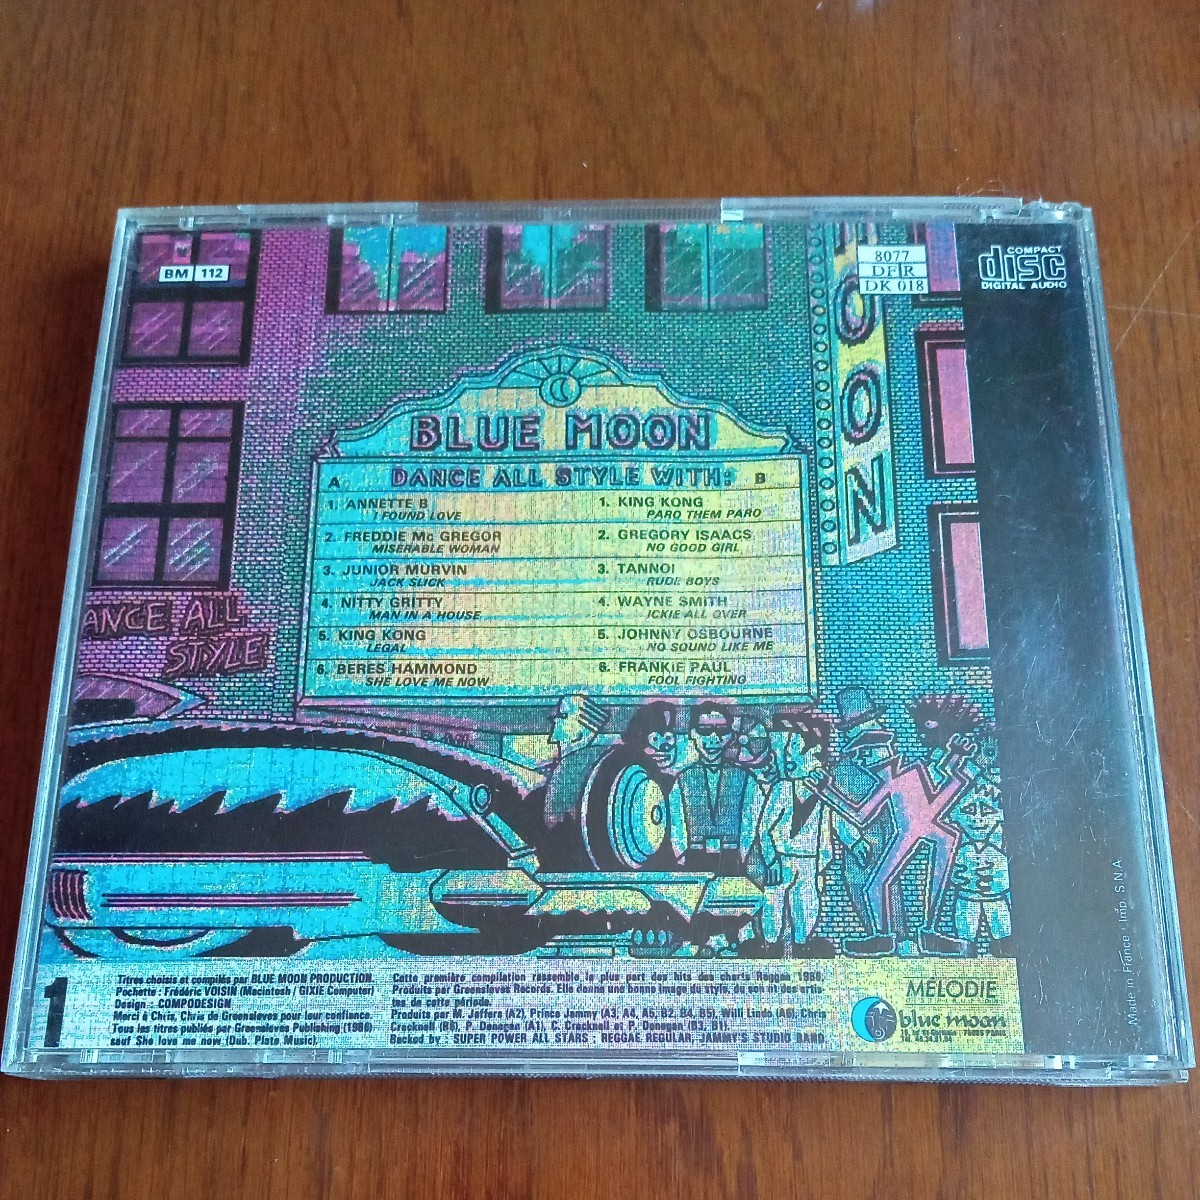 BM 112
8077
DF R
DK 018
COMPACT
disc
DIGITAL AUDIO
OON
BLUE MOON
DANCE ALL STYLE WITH:
A
1. ANNETTE B
I FOUND LOVE
2. FREDDIE Mc GREGOR
MISERABLE WOMAN
3. JUNIOR MURVIN
JACK SLICK
4. NITTY GRITTY
MAN IN A HOUSE
5. KING KONG
LEGAL
6. BERES HAMMOND
SHE LOVE ME NOW
B
1. KING KONG
PARO THEM PARO
2. GREGORY ISAACS
NO GOOD GIRL
3. TANNOI
RUDE BOYS
4. WAYNE SMITH
ICKIE ALL OVER
5. JOHNNY OSBOURNE
NO SOUND LIKE ME
6. FRANKIE PAUL
FOOL FIGHTING
ANCE ALL
STYLE
1
Titres choisis et compilés par BLUE MOON PRODUCTION.
Pochette : Frédéric VOISIN (Macintosh / GIXIE Computer)
Design : COMPODESIGN
Merci à Chris, Chris de Greensleeves pour leur confiance.
Tous les titres publiés par Greensleeves Publishing (1986)
sauf She love me now (Dub. Plate Music).
Cette première compilation rassemble le plus part des hits des charts Reggae 1986,
Produits par Greensleeves Records. Elle donne une bonne image du style, du son et des artis-
tes de cette période.
Produits par M. Jaffers (A2), Prince Jammy (A3, A4, A5, B2, B4, B5), Willi Lindo (A6), Chris
Cracknell (B6), P. Donegan (A1), C. Cracknell et P. Donegan (B3, B1).
Backed by : SUPER POWER ALL STARS, REGGAE REGULAR, JAMMY'S STUDIO BAND
MÉLODIE
DISTRIBUTION
blue moon
Made in France - Imp. S.N.A